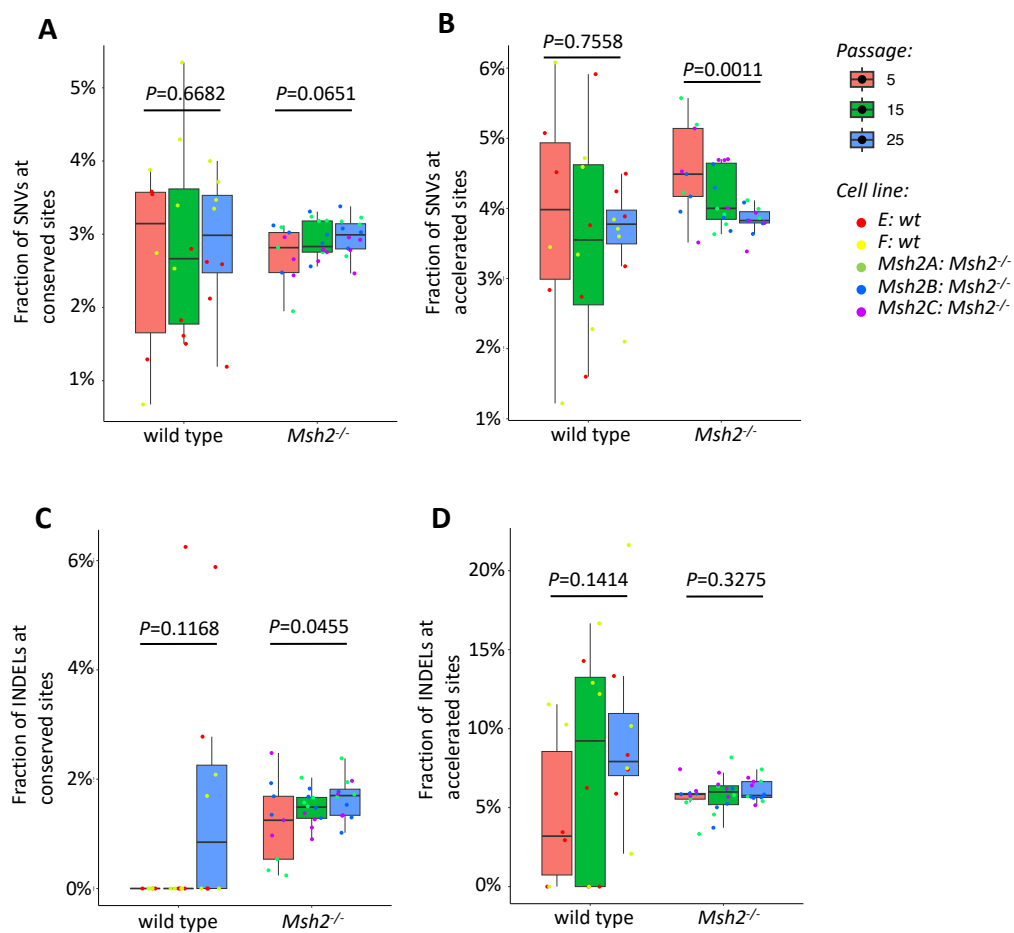 A
Fraction of SNVs at
conserved sites
5%
4%
3%
2%
1%
P=0.6682
P=0.0651
wild type
Msh2-/-
B
Fraction of SNVs at
accelerated sites
6%
5%
4%
3%
2%
1%
P=0.7558
P=0.0011
wild type
Msh2-/-
Passage:
5
15
25
Cell line:
E: wt
F: wt
Msh2A: Msh2-/-
Msh2B: Msh2-/-
Msh2C: Msh2-/-
C
Fraction of INDELs at
conserved sites
6%
4%
2%
0%
P=0.1168
P=0.0455
wild type
Msh2-/-
D
Fraction of INDELs at
accelerated sites
20%
15%
10%
5%
0%
P=0.1414
P=0.3275
wild type
Msh2-/-